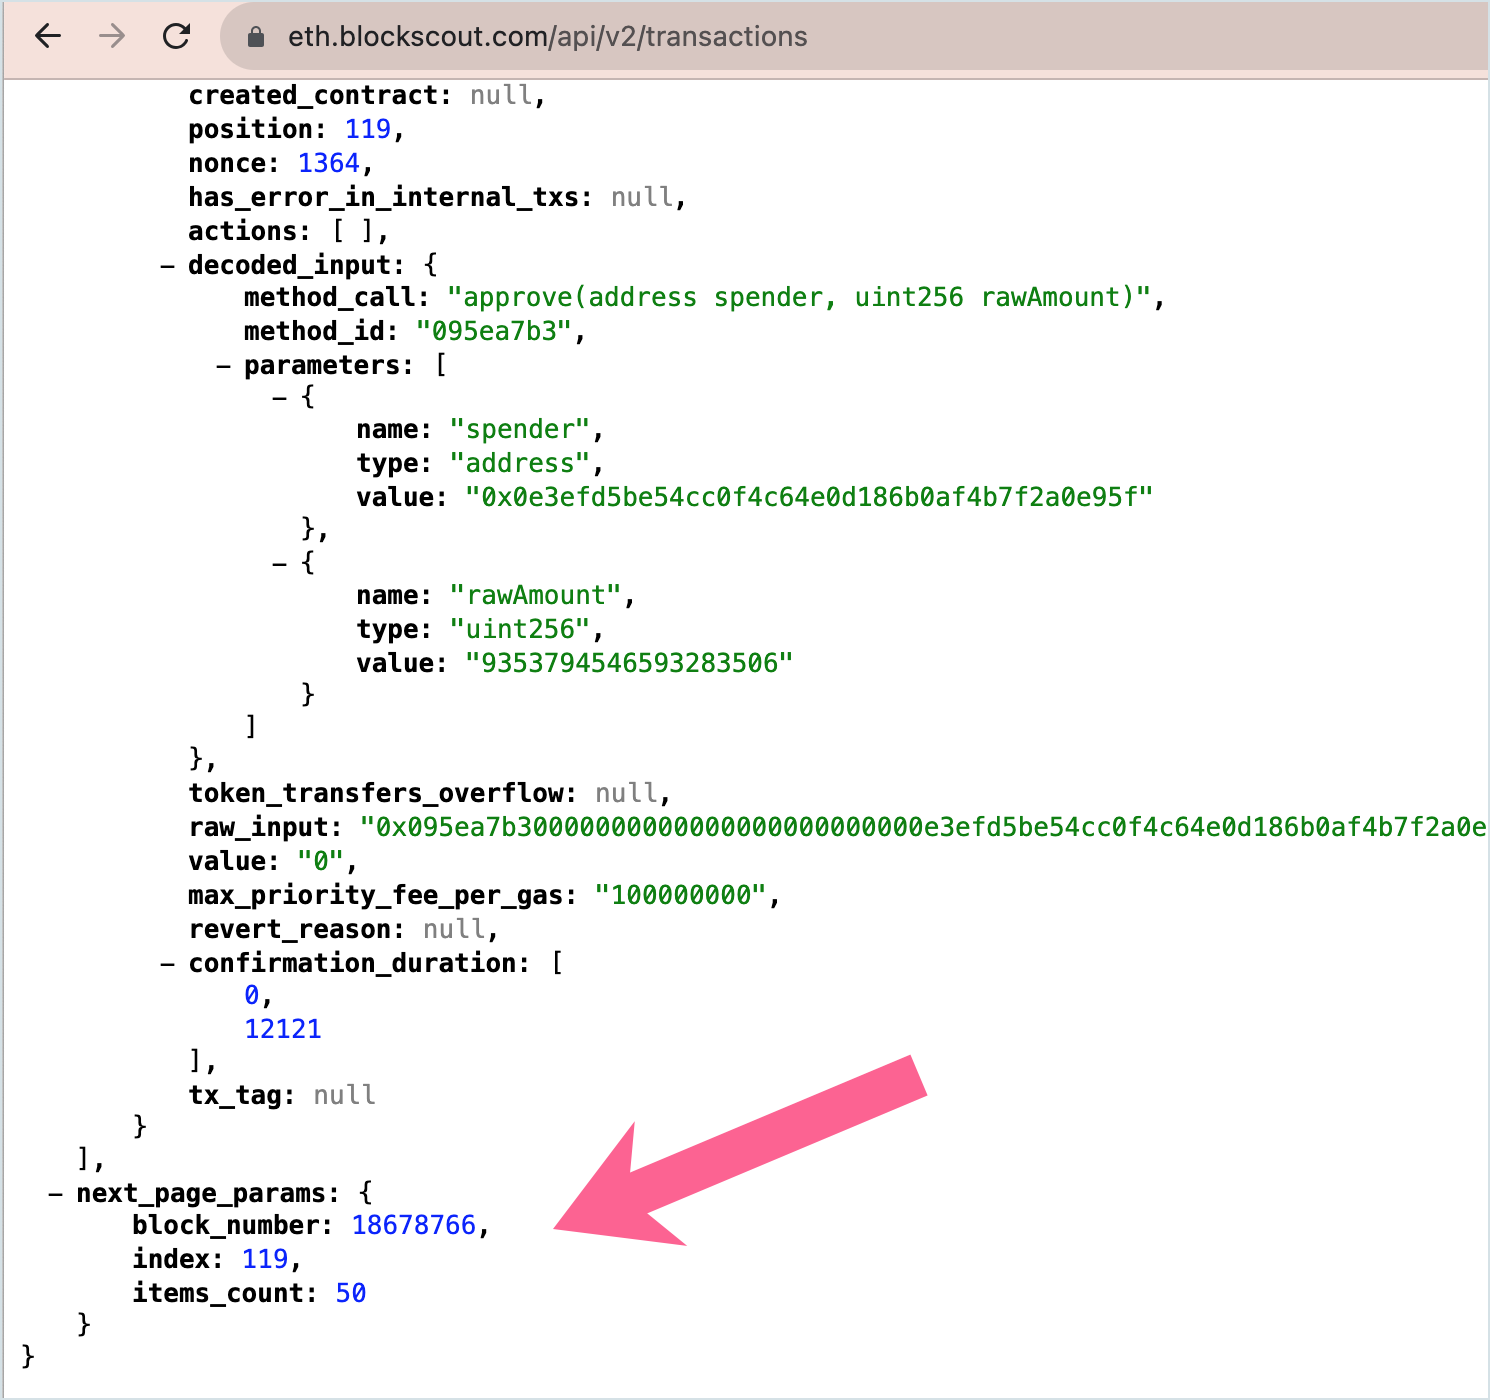 eth.blockscout.com/api/v2/transactions
created_contract: null,
position: 119,
nonce: 1364,
has_error_in_internal_txs: null,
actions: [ ],
– decoded_input: {
method_call: "approve(address spender, uint256 rawAmount)",
method_id: "095ea7b3",
– parameters: [
– {
name: "spender",
type: "address",
value: "0x0e3efd5be54cc0f4c64e0d186b0af4b7f2a0e95f"
},
– {
name: "rawAmount",
type: "uint256",
value: "9353794546593283506"
}
]
},
token_transfers_overflow: null,
raw_input: "0x095ea7b30000000000000000000000000e3efd5be54cc0f4c64e0d186b0af4b7f2a0e
value: "0",
max_priority_fee_per_gas: "100000000",
revert_reason: null,
– confirmation_duration: [
0,
12121
],
tx_tag: null
}
],
– next_page_params: {
block_number: 18678766,
index: 119,
items_count: 50
}
}